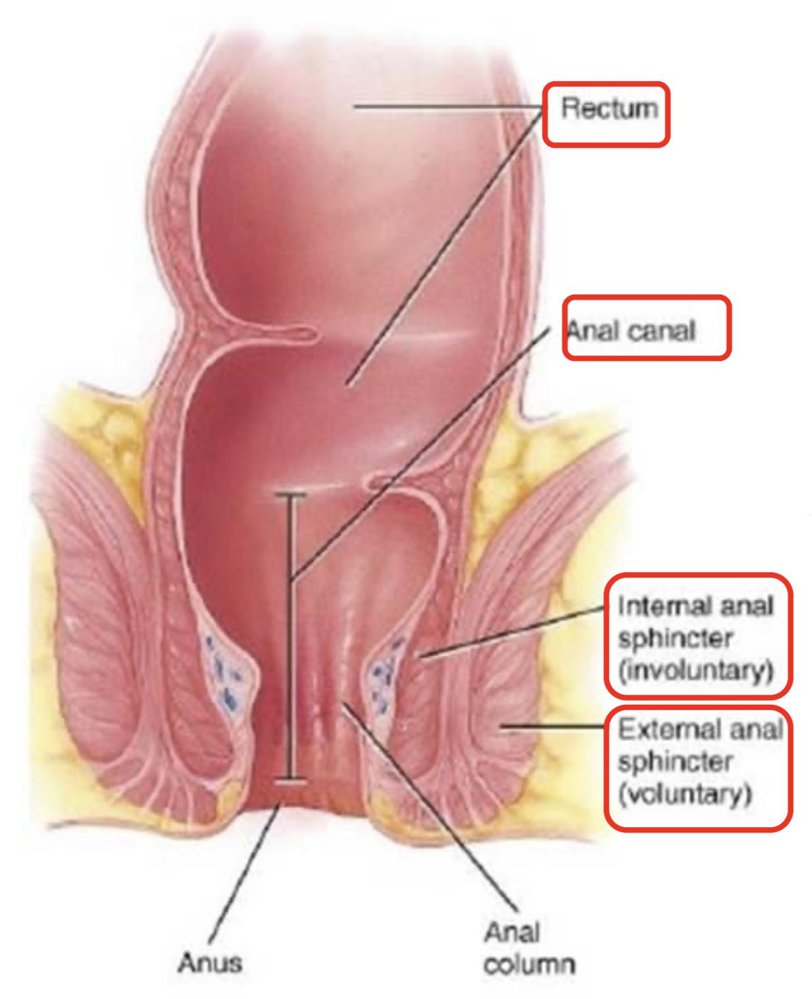 Rectum
Anal canal
Internal anal
sphincter
(involuntary)
External anal
sphincter
(voluntary)
Anal
column
Anus